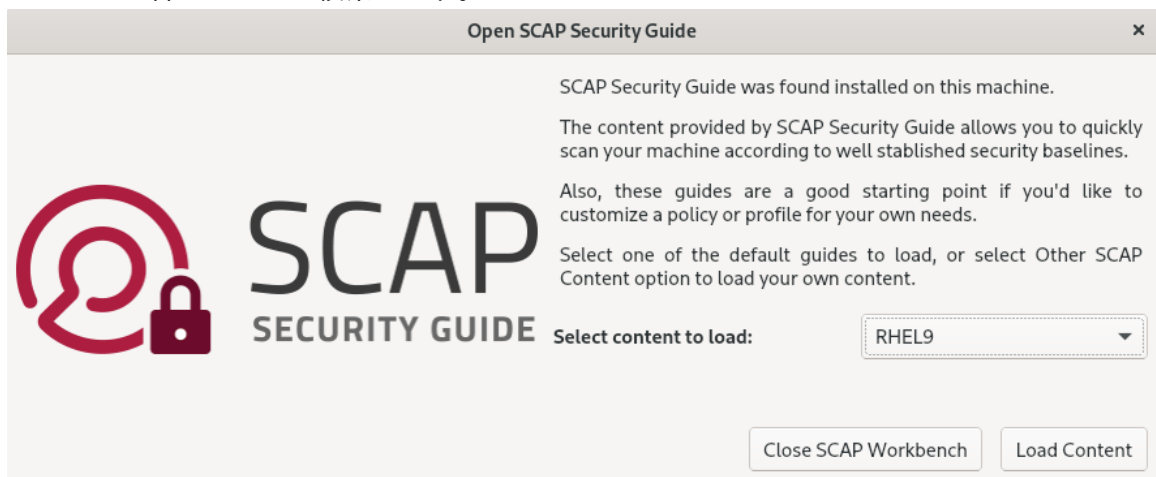 Open SCAP Security Guide
SCAP Security Guide was found installed on this machine.
The content provided by SCAP Security Guide allows you to quickly
scan your machine according to well stablished security baselines.
Also, these guides are a good starting point if you'd like to
customize a policy or profile for your own needs.
Select one of the default guides to load, or select Other SCAP
Content option to load your own content.
SCAP
SECURITY GUIDE
Select content to load:
RHEL9
Close SCAP Workbench
Load Content